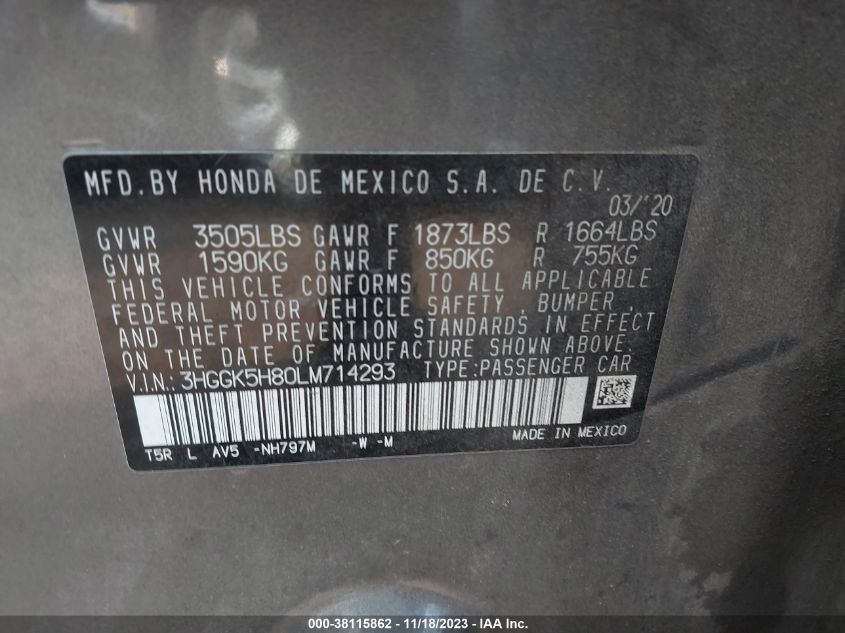 MFD.BY HONDA DE MEXICO S.A. DE C.V.
03/'20
GVWR 3505LBS GAWR F 1873LBS R 1664LBS
GVWR 1590KG GAWR F 850KG R 755KG
THIS VEHICLE CONFORMS TO ALL APPLICABLE
FEDERAL MOTOR VEHICLE SAFETY, BUMPER,
AND THEFT PREVENTION STANDARDS IN EFFECT
ON THE DATE OF MANUFACTURE SHOWN ABOVE.
V.I.N.: 3HGGK5H80LM714293 TYPE:PASSENGER CAR
T5R L AV5 -NH797M -W -M MADE IN MEXICO
000-38115862 - 11/18/2023 - IAAI.com